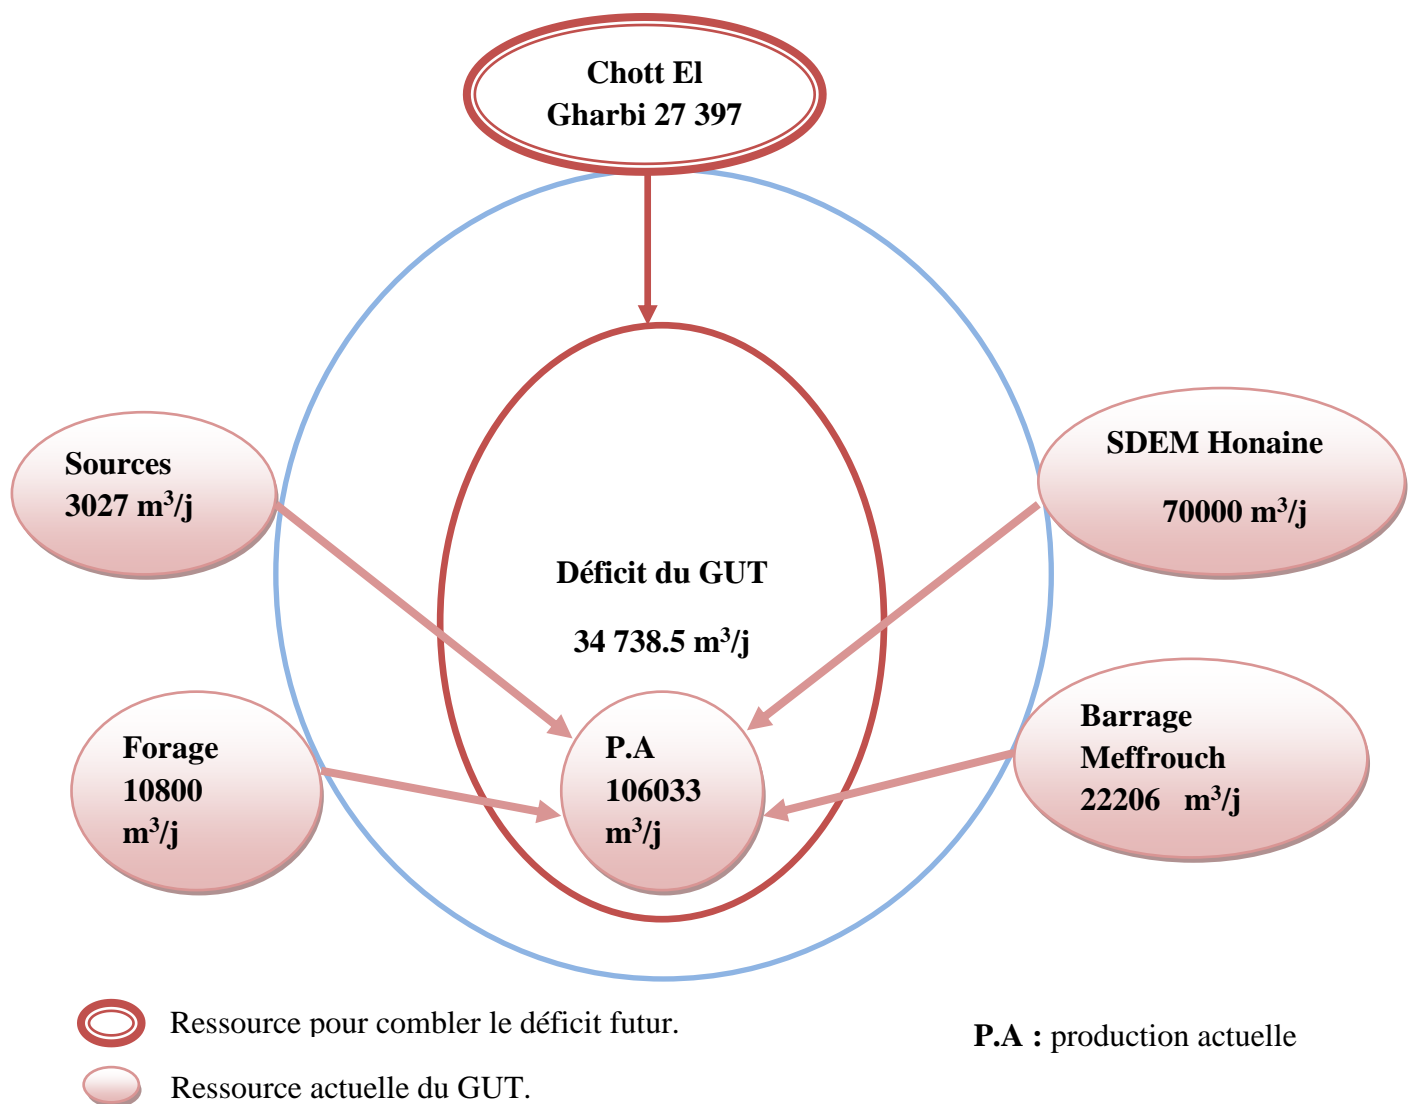 Chott El
Gharbi 27 397
Sources
3027 m³/j
SDEM Honaine
70000 m³/j
Déficit du GUT
34 738.5 m³/j
Forage
10800
m³/j
P.A
106033
m³/j
Barrage
Meffrouch
22206 m³/j
Ressource pour combler le déficit futur.
P.A : production actuelle
Ressource actuelle du GUT.